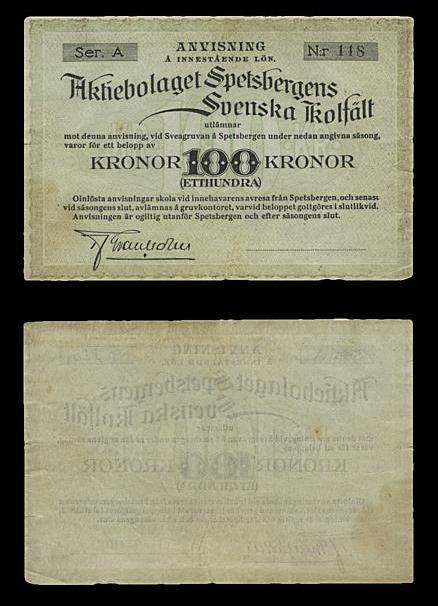 Ser. A
ANVISNING
Å INNESTÅENDE LÖN.
N:r 118
Aktiebolaget Spetsbergens
Svenska Kolfält
utlämnar
mot denna anvisning, vid Sveagruvan å Spetsbergen under nedan angivna säsong,
varor för ett belopp av
KRONOR 100 KRONOR
(ETTHUNDRA)
Oinlösta anvisningar skola vid innehavarens avresa från Spetsbergen, och senast
vid säsongens slut, avlämnas å gruvkontoret, varvid beloppet gottgöres i slutlikvid.
Anvisningen är ogiltig utanför Spetsbergen och efter säsongens slut.